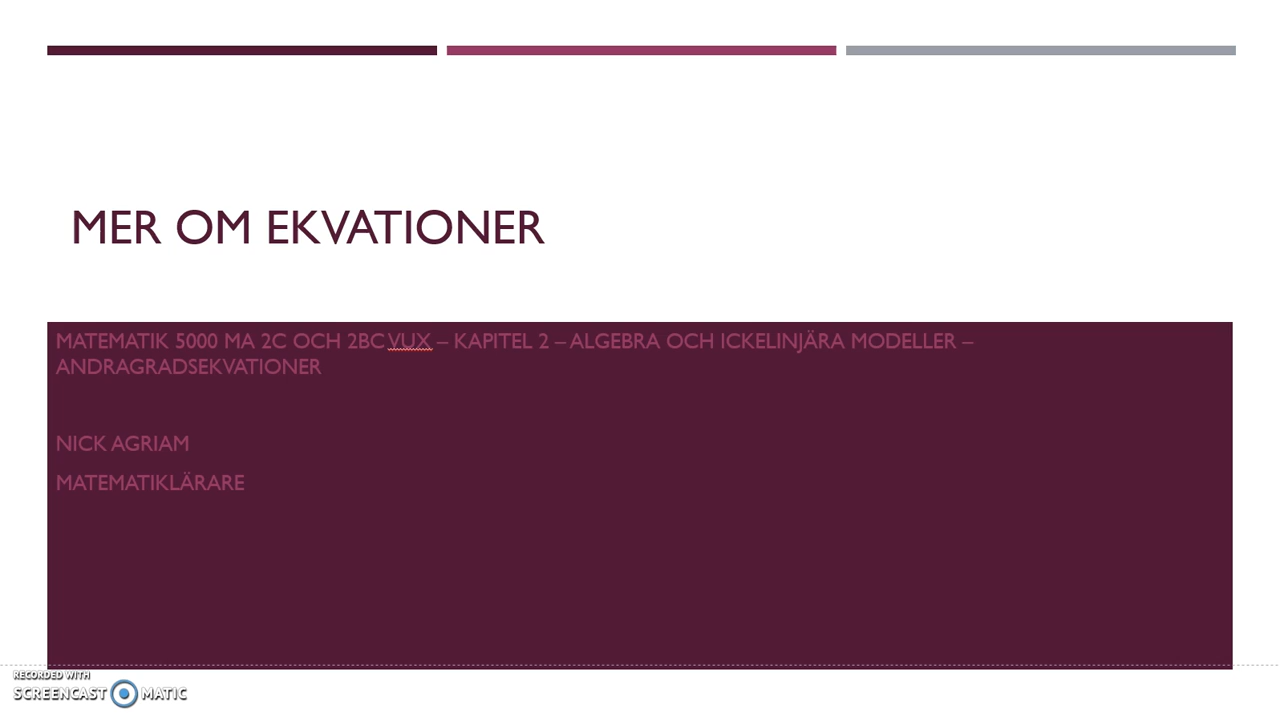 MER OM EKVATIONER
MATEMATIK 5000 MA 2C OCH 2BC VUX – KAPITEL 2 – ALGEBRA OCH ICKELINJÄRA MODELLER –
ANDRAGRADSEKVATIONER
NICK AGRIAM
MATEMATIKLÄRARE
RECORDED WITH
SCREENCAST MATIC